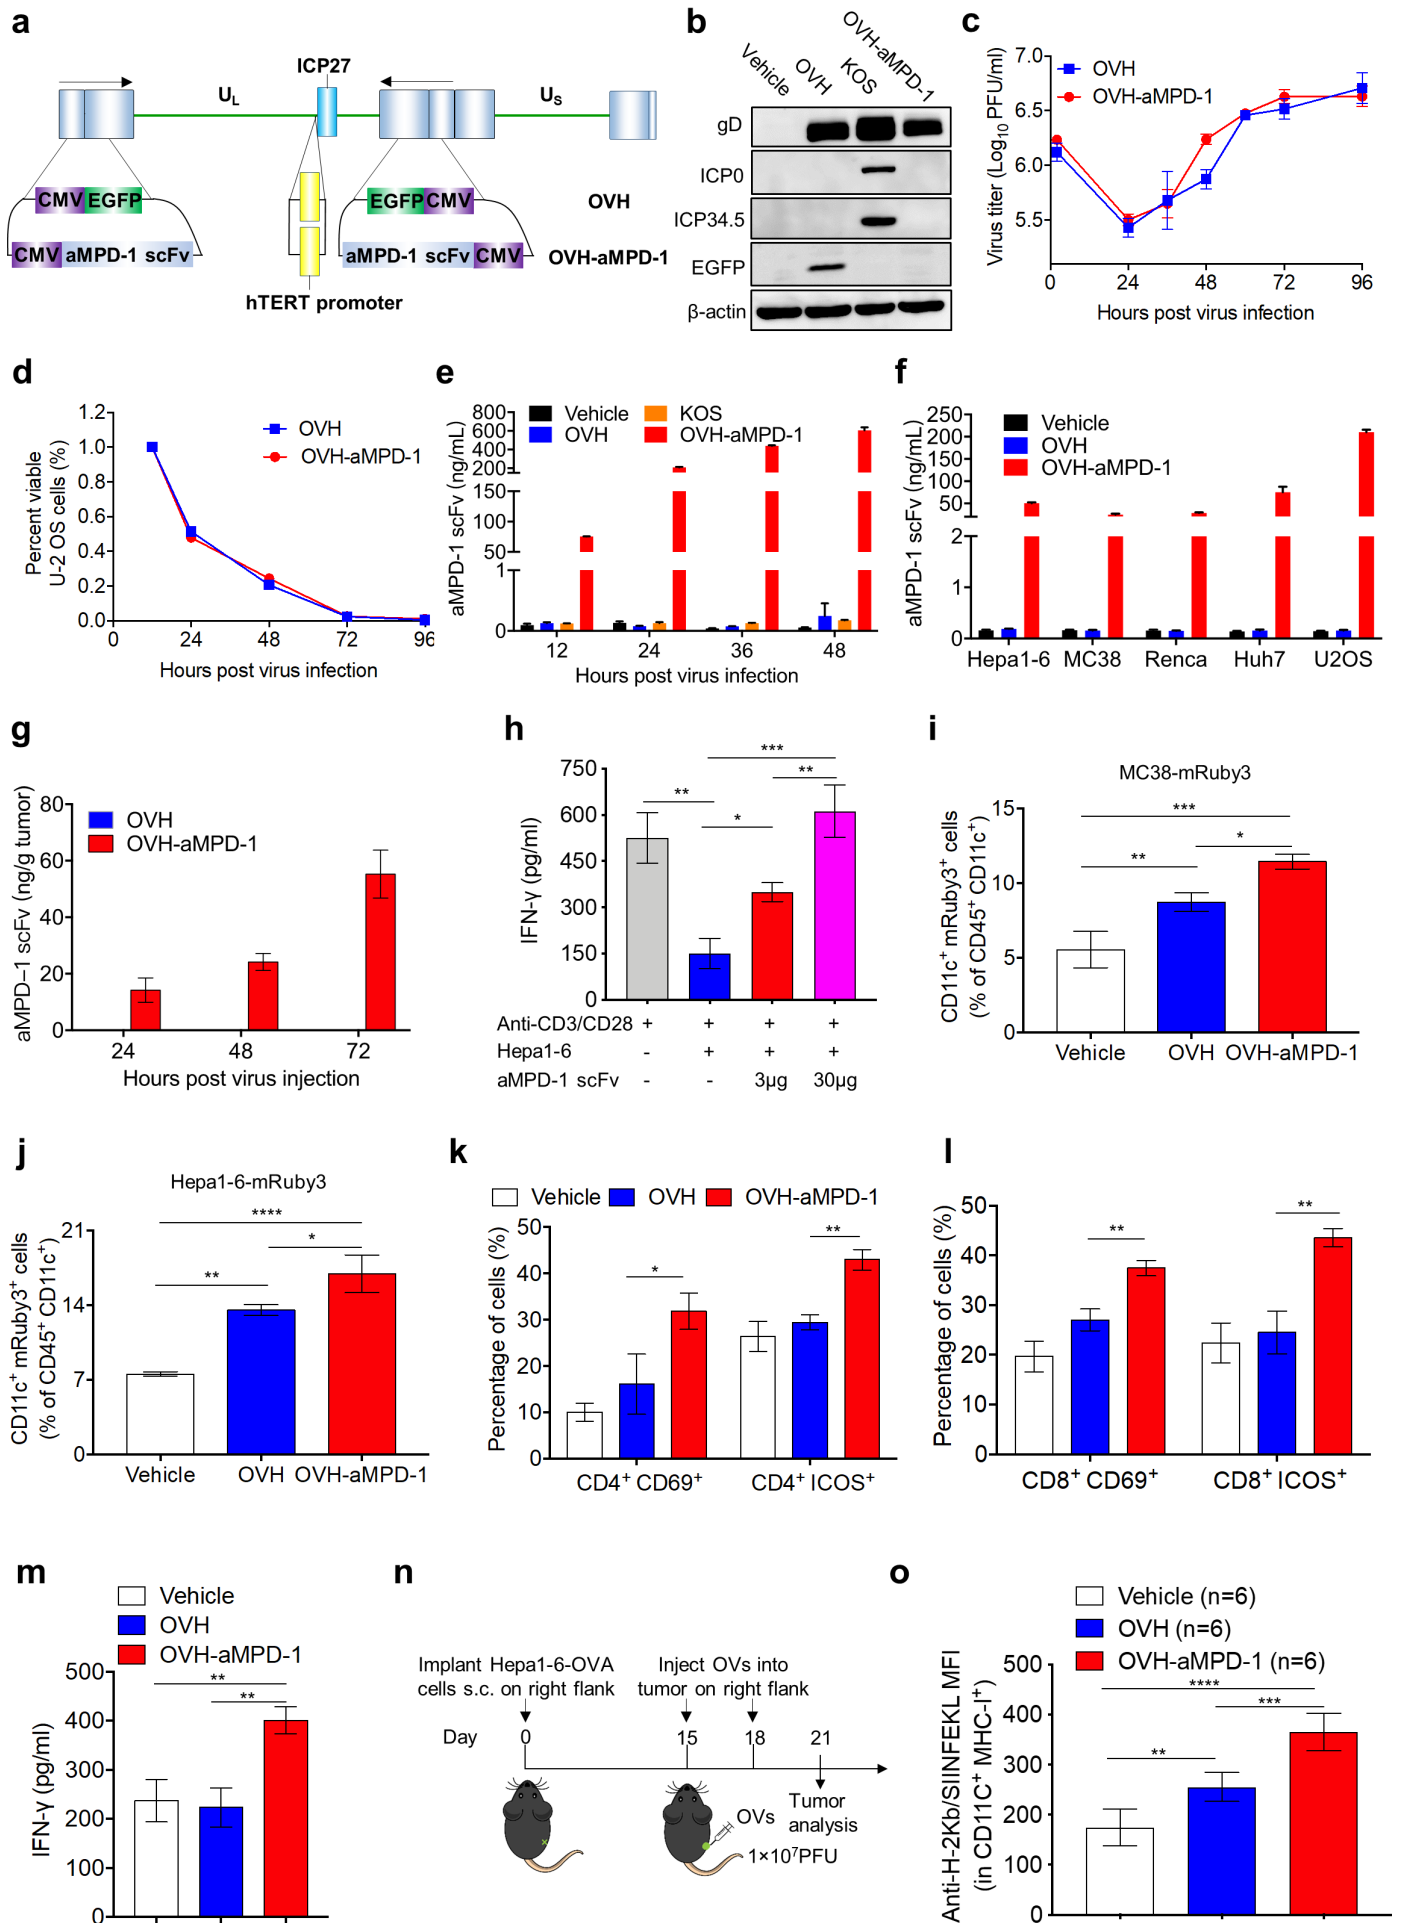 a
ICP27
UL
US
CMV EGFP
EGFP CMV
OVH
CMV aMPD-1 scFv
aMPD-1 scFv CMV
OVH-aMPD-1
hTERT promoter
b
Vehicle
OVH
KOS
OVH-aMPD-1
gD
ICP0
ICP34.5
EGFP
β-actin
c
Virus titer (Log10 PFU/ml)
7.0
6.5
6.0
5.5
OVH
OVH-aMPD-1
0 24 48 72 96
Hours post virus infection
d
Percent viable
U-2 OS cells (%)
1.2
1.0
0.8
0.6
0.4
0.2
0.0
OVH
OVH-aMPD-1
0 24 48 72 96
Hours post virus infection
e
aMPD-1 scFv (ng/mL)
800
600
400
200
150
100
50
1
0
Vehicle
OVH
KOS
OVH-aMPD-1
12 24 36 48
Hours post virus infection
f
aMPD-1 scFv (ng/mL)
250
200
150
100
50
2
1
0
Vehicle
OVH
OVH-aMPD-1
Hepa1-6 MC38 Renca Huh7 U2OS
g
aMPD–1 scFv (ng/g tumor)
80
60
40
20
0
OVH
OVH-aMPD-1
24 48 72
Hours post virus injection
h
IFN-γ (pg/ml)
750
600
450
300
150
0
***
**
**
*
Anti-CD3/CD28 + + + +
Hepa1-6 - + + +
aMPD-1 scFv - - 3μg 30μg
i
MC38-mRuby3
CD11c+ mRuby3+ cells
(% of CD45+ CD11c+)
15
10
5
0
***
*
**
Vehicle OVH OVH-aMPD-1
j
Hepa1-6-mRuby3
CD11c+ mRuby3+ cells
(% of CD45+ CD11c+)
21
14
7
0
****
*
**
Vehicle OVH OVH-aMPD-1
k
Vehicle OVH OVH-aMPD-1
Percentage of cells (%)
50
40
30
20
10
0
*
**
CD4+ CD69+ CD4+ ICOS+
l
Percentage of cells (%)
50
40
30
20
10
0
**
**
CD8+ CD69+ CD8+ ICOS+
m
Vehicle
OVH
OVH-aMPD-1
IFN-γ (pg/ml)
500
400
300
200
100
0
**
**
n
Implant Hepa1-6-OVA
cells s.c. on right flank
Inject OVs into
tumor on right flank
Day 0 15 18 21
OVs
1×10⁷PFU
Tumor
analysis
o
Vehicle (n=6)
OVH (n=6)
OVH-aMPD-1 (n=6)
Anti-H-2Kb/SIINFEKL MFI
(in CD11C+ MHC-I+)
500
400
300
200
100
0
****
***
**